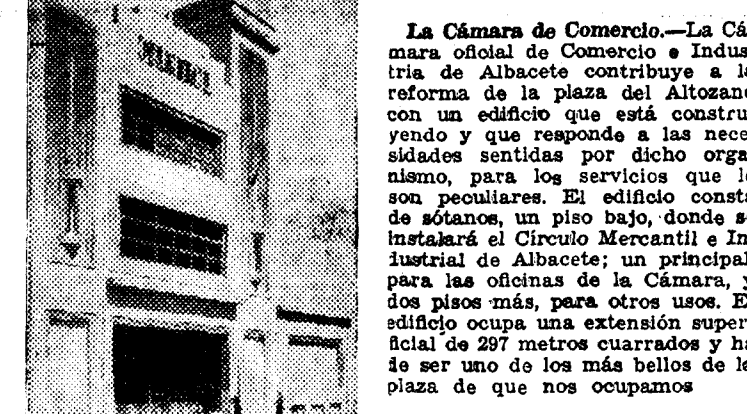 La Cámara de Comercio.—La Cá
mara oficial de Comercio e Indus
tria de Albacete contribuye a la
reforma de la plaza del Altozano
con un edificio que está constru
yendo y que responde a las nece
sidades sentidas por dicho orga
nismo, para los servicios que l
son peculiares. El edificio consta
de sótanos, un piso bajo, donde s
instalará el Círculo Mercantil e In
dustrial de Albacete; un principal
para las oficinas de la Cámara, y
dos pisos más, para otros usos. E
edificio ocupa una extensión super
ficial de 297 metros cuarrados y ha
de ser uno de los más bellos de la
plaza de que nos ocupamos